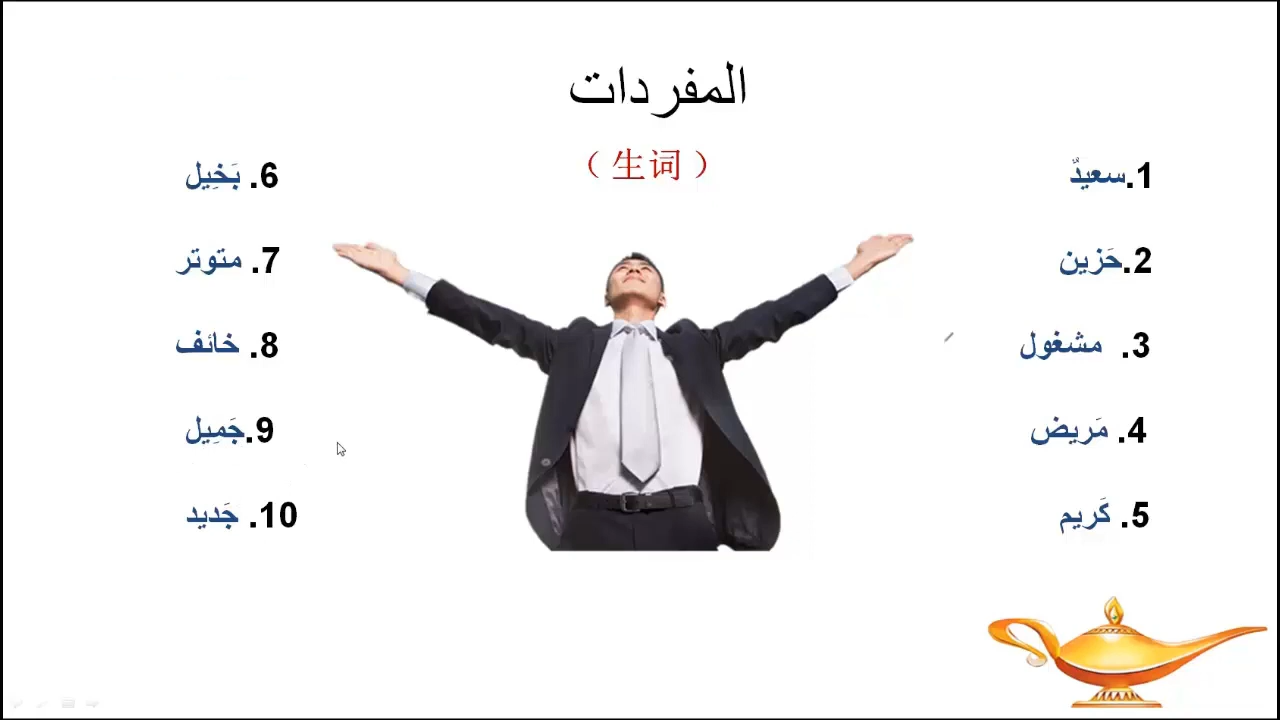 المفردات
（生词）
1.سعيدٌ
2.حَزين
3. مشغول
4. مَريض
5. كَريم
6. بَخِيل
7. متوتر
8. خائف
9.جَمِيل
10. جَديد